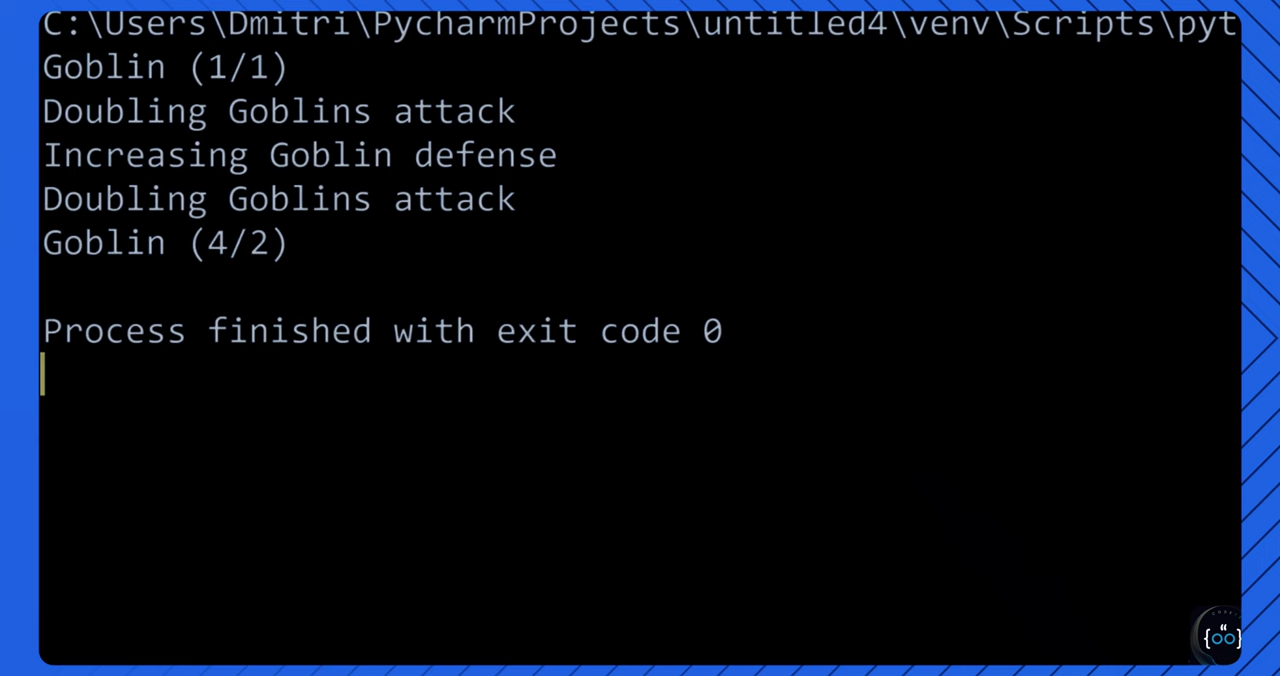 C:\Users\Dmitri\PycharmProjects\untitled4\venv\Scripts\pyt
Goblin (1/1)
Doubling Goblins attack
Increasing Goblin defense
Doubling Goblins attack
Goblin (4/2)
Process finished with exit code 0